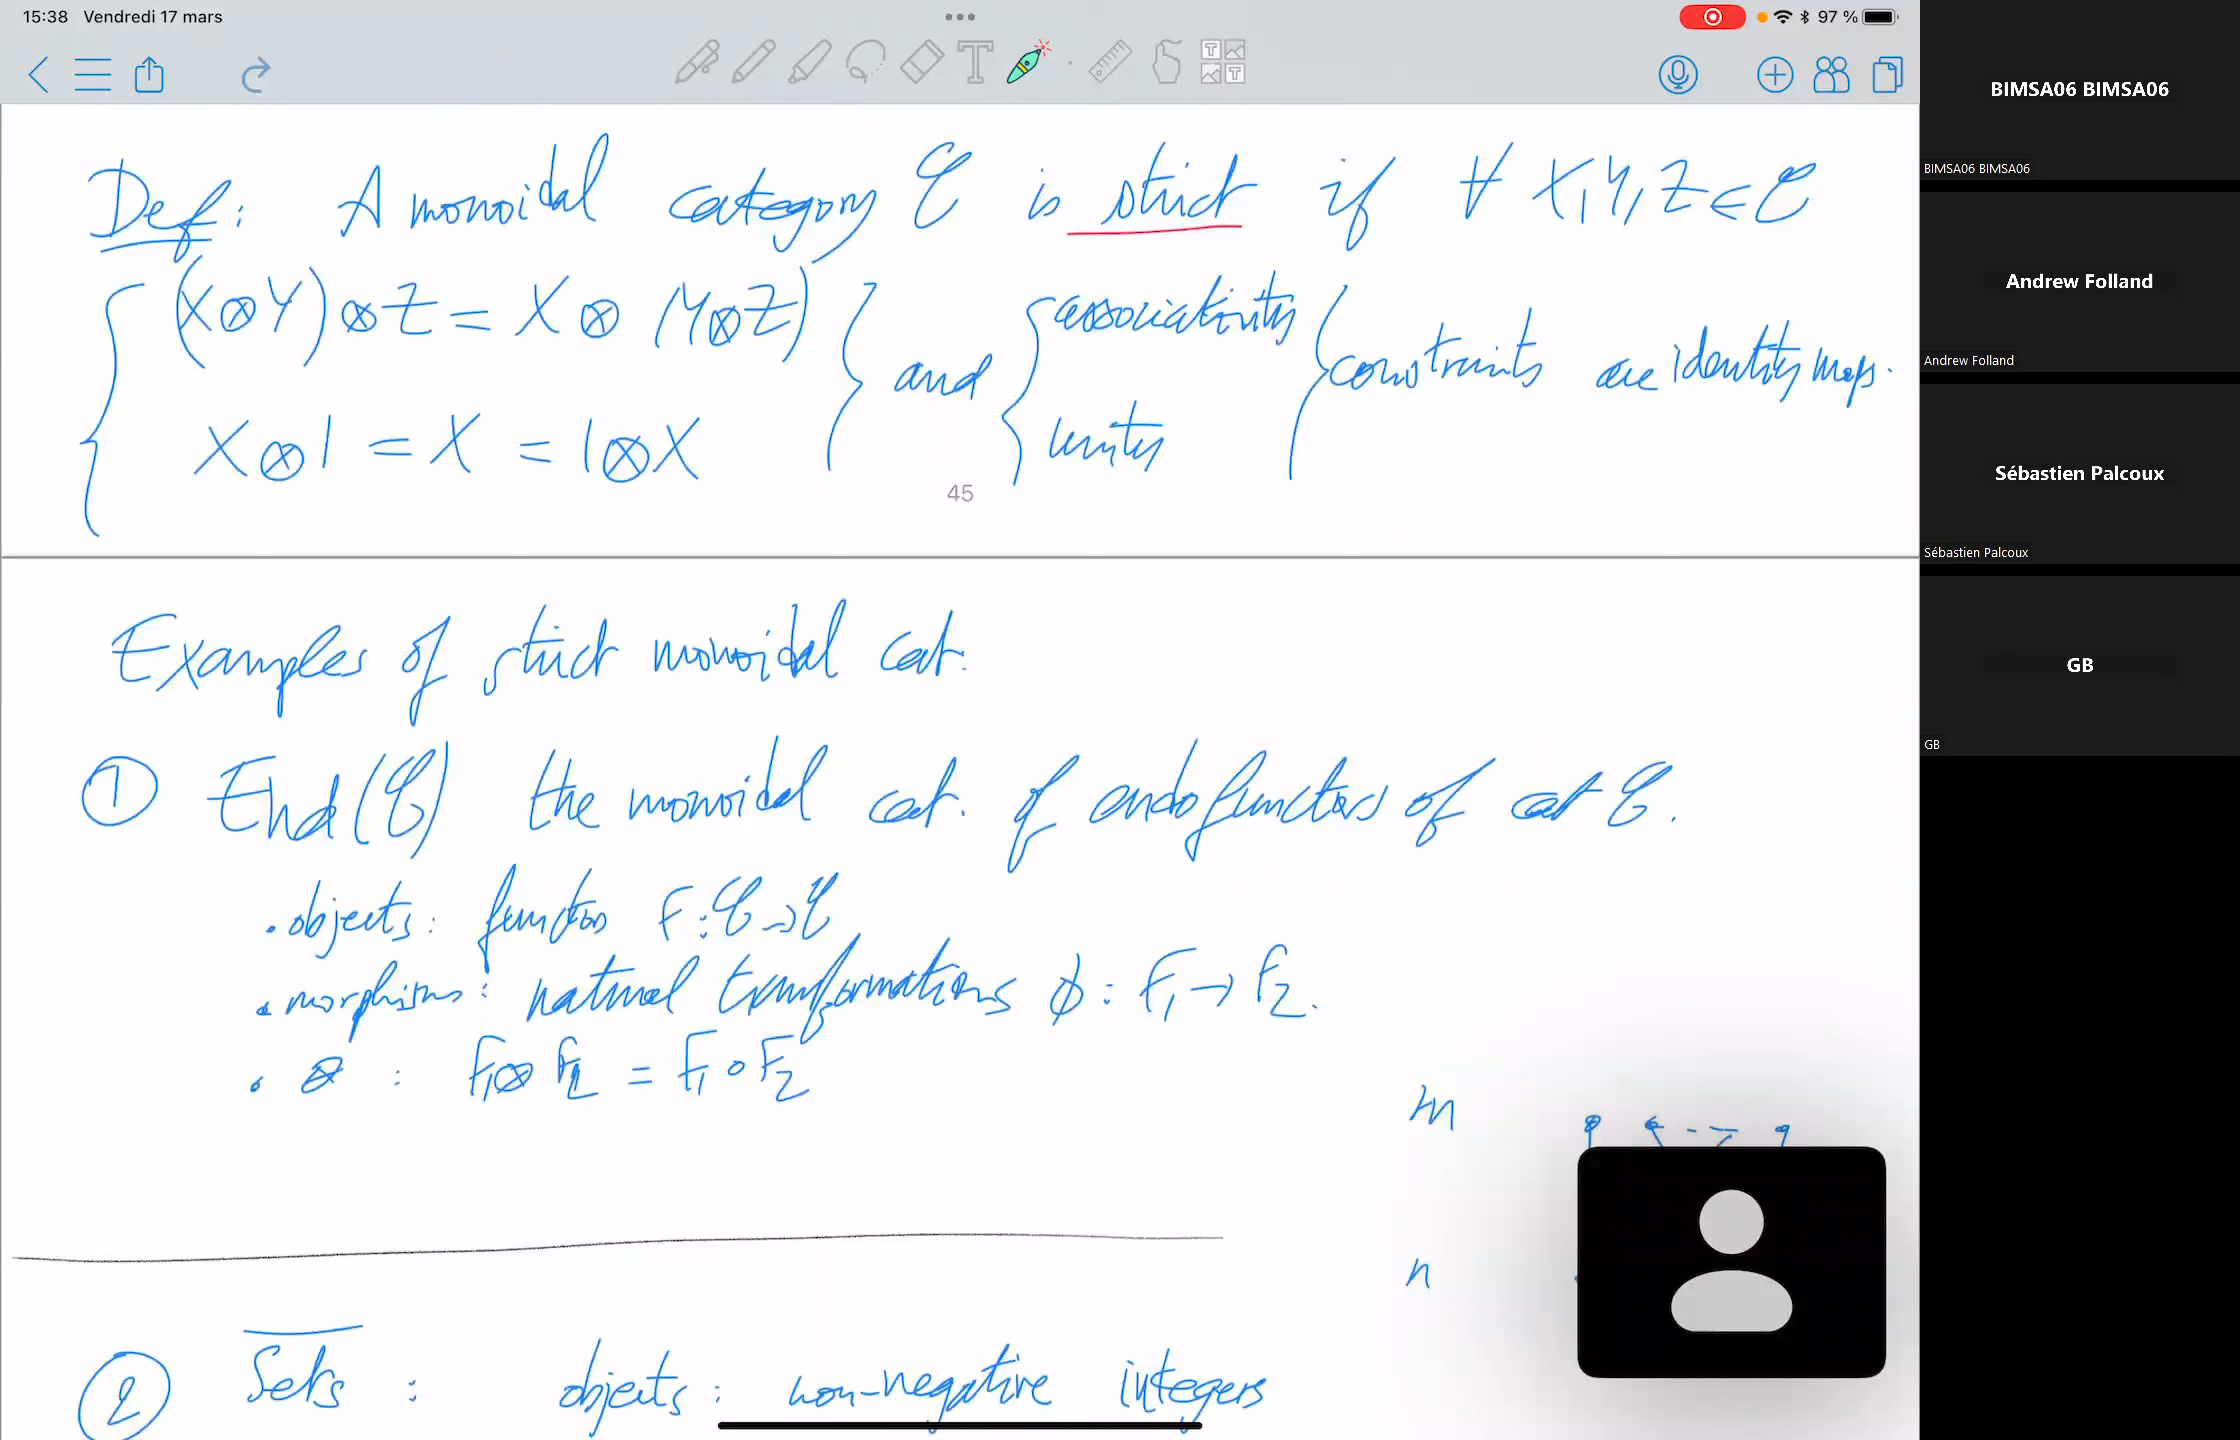 15:38 Vendredi 17 mars
97 %
Def: A monoidal category 𝒞 is strict if ∀ X, Y, Z ∈ 𝒞
{ (X⊗Y)⊗Z = X⊗(Y⊗Z)
X⊗1 = X = 1⊗X } and { associativity
units } constraints are identity maps.
45
Examples of strict monoidal cat.
① End(𝒞) the monoidal cat. of endofunctors of cat 𝒞.
. objects: functors F: 𝒞 → 𝒞
. morphisms: natural transformations ϕ: F₁ → F₂.
. ⊗ : F₁⊗F₂ = F₁∘F₂
m
n
② S̅e̅t̅s̅ : objects: non-negative integers
BIMSA06 BIMSA06
BIMSA06 BIMSA06
Andrew Folland
Andrew Folland
Sébastien Palcoux
Sébastien Palcoux
GB
GB